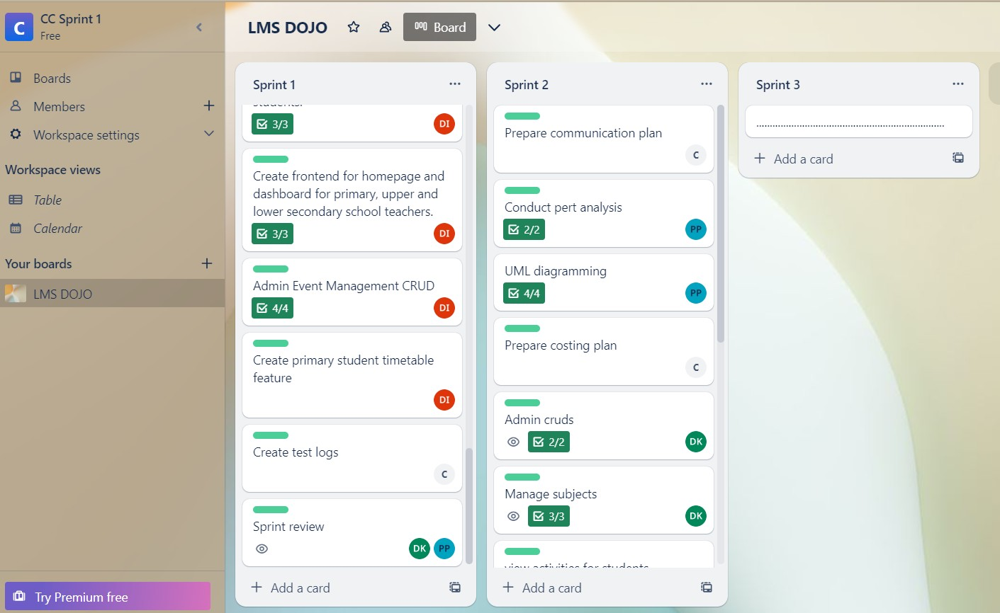 C
CC Sprint 1
Free
Boards
Members
Workspace settings
Workspace views
Table
Calendar
Your boards
LMS DOJO
Try Premium free
LMS DOJO
Board
Sprint 1
students.
3/3
DI
Create frontend for homepage and
dashboard for primary, upper and
lower secondary school teachers.
3/3
DI
Admin Event Management CRUD
4/4
DI
Create primary student timetable
feature
DI
Create test logs
C
Sprint review
DK
PP
Add a card
Sprint 2
Prepare communication plan
C
Conduct pert analysis
2/2
PP
UML diagramming
4/4
PP
Prepare costing plan
C
Admin cruds
2/2
DK
Manage subjects
3/3
DK
view activities for students
Add a card
Sprint 3
......................................................................
Add a card